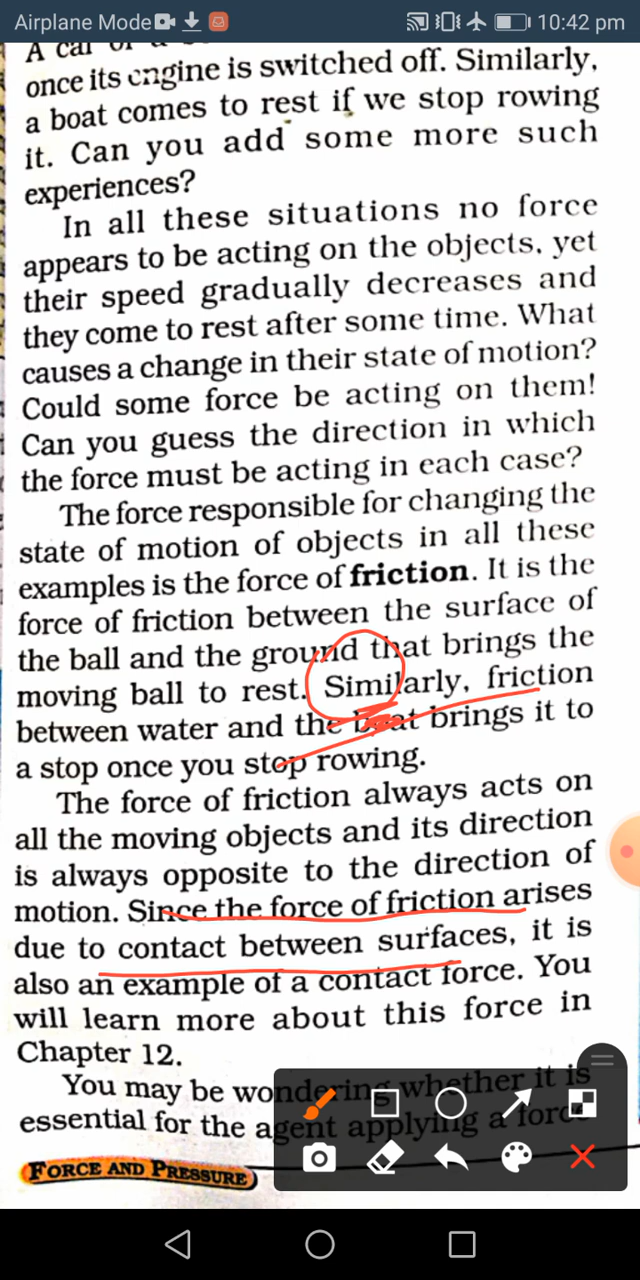 Airplane Mode 10:42 pm
A car or a
once its engine is switched off. Similarly,
a boat comes to rest if we stop rowing
it. Can you add some more such
experiences?
In all these situations no force
appears to be acting on the objects, yet
their speed gradually decreases and
they come to rest after some time. What
causes a change in their state of motion?
Could some force be acting on them!
Can you guess the direction in which
the force must be acting in each case?
The force responsible for changing the
state of motion of objects in all these
examples is the force of friction. It is the
force of friction between the surface of
the ball and the ground that brings the
moving ball to rest. Similarly, friction
between water and the boat brings it to
a stop once you stop rowing.
The force of friction always acts on
all the moving objects and its direction
is always opposite to the direction of
motion. Since the force of friction arises
due to contact between surfaces, it is
also an example of a contact force. You
will learn more about this force in
Chapter 12.
You may be wondering whether it is
essential for the agent applying a force
FORCE AND PRESSURE